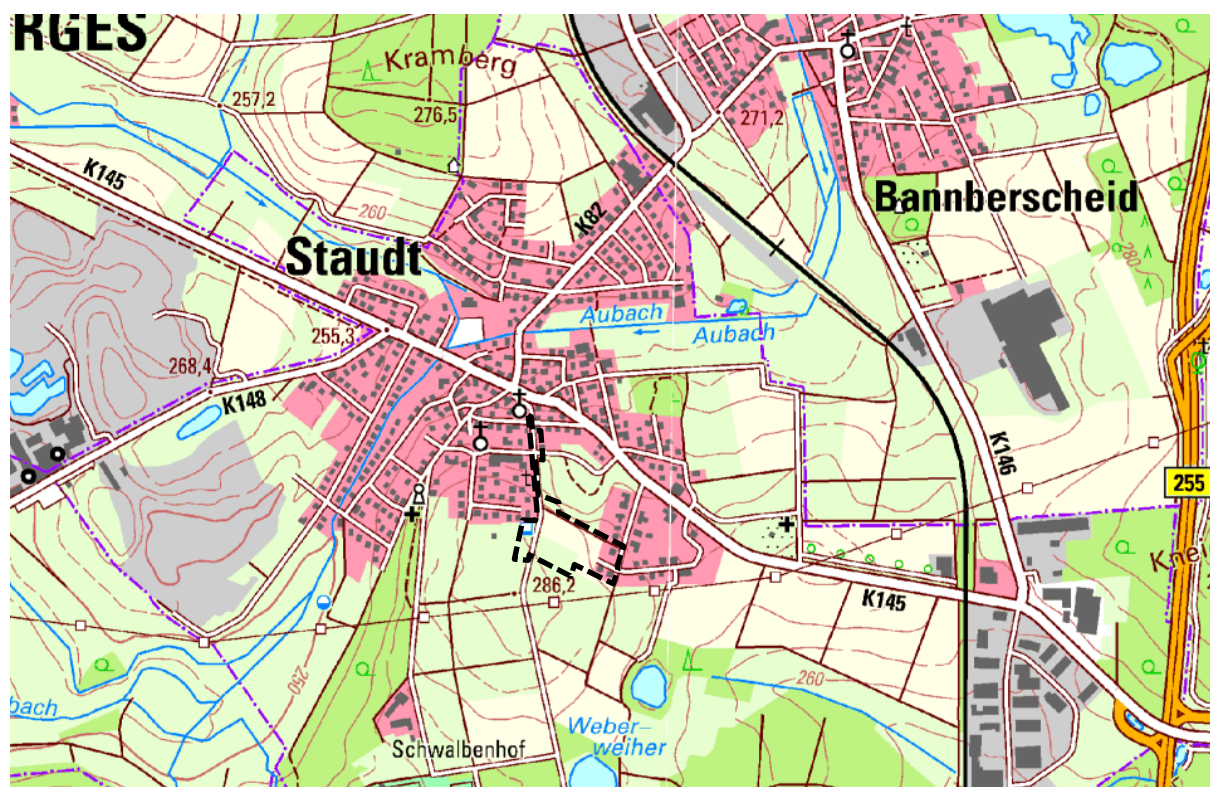 RGES
Kramberg
257,2
276,5
271,2
K145
K82
Bannberscheid
260
Staudt
280
Aubach
Aubach
255,3
268,4
K148
K146
255
286,2
K145
250
260
bach
Weber-
weiher
Schwalbenhof